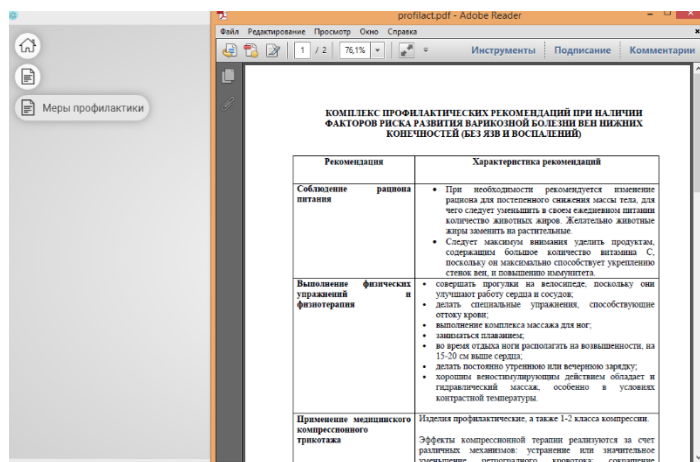 profilact.pdf - Adobe Reader
Файл Редактирование Просмотр Окно Справка
1 / 2 76,1% Инструменты Подписание Комментарии
Меры профилактики
КОМПЛЕКС ПРОФИЛАКТИЧЕСКИХ РЕКОМЕНДАЦИЙ ПРИ НАЛИЧИИ
ФАКТОРОВ РИСКА РАЗВИТИЯ ВАРИКОЗНОЙ БОЛЕЗНИ ВЕН НИЖНИХ
КОНЕЧНОСТЕЙ (БЕЗ ЯЗВ И ВОСПАЛЕНИЙ)
Рекомендация Характеристика рекомендаций
Соблюдение рациона
питания
• При необходимости рекомендуется изменение
рациона для постепенного снижения массы тела, для
чего следует уменьшить в своем ежедневном питании
количество животных жиров. Желательно животные
жиры заменить на растительные.
• Следует максимум внимания уделить продуктам,
содержащим большое количество витамина С,
поскольку он максимально способствует укреплению
стенок вен, и повышению иммунитета.
Выполнение физических
упражнений и
физиотерапия
• совершать прогулки на велосипеде, поскольку они
улучшают работу сердца и сосудов;
• делать специальные упражнения, способствующие
оттоку крови;
• выполнение комплекса массажа для ног;
• заниматься плаванием;
• во время отдыха ноги располагать на возвышенности, на
15-20 см выше сердца;
• делать постоянно утреннюю или вечернюю зарядку;
• хорошим веностимулирующим действием обладает и
гидравлический массаж, особенно в условиях
контрастной температуры.
Применение медицинского
компрессионного
трикотажа
Изделия профилактические, а также 1-2 класса компрессии.
Эффекты компрессионной терапии реализуются за счет
различных механизмов: устранение или значительное
уменьшение ретроградного кровотока, сокращение